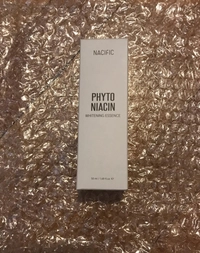 NACIFIC
PHYTO
NIACIN
WHITENING ESSENCE